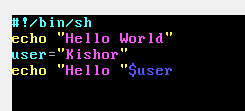 #!/bin/sh
echo "Hello World"
user="Kishor"
echo "Hello "$user